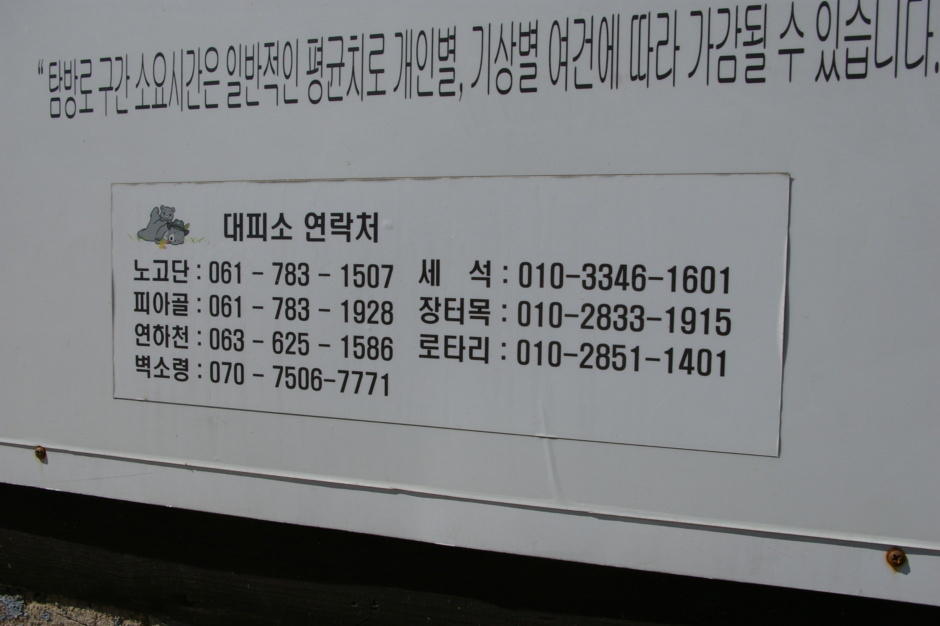 “탐방로 구간 소요시간은 일반적인 평균치로 개인별, 기상별 여건에 따라 가감될 수 있습니다.
대피소 연락처
노고단 : 061 - 783 - 1507
피아골 : 061 - 783 - 1928
연하천 : 063 - 625 - 1586
벽소령 : 070 - 7506-7771
세 석 : 010-3346-1601
장터목 : 010-2833-1915
로타리 : 010-2851-1401